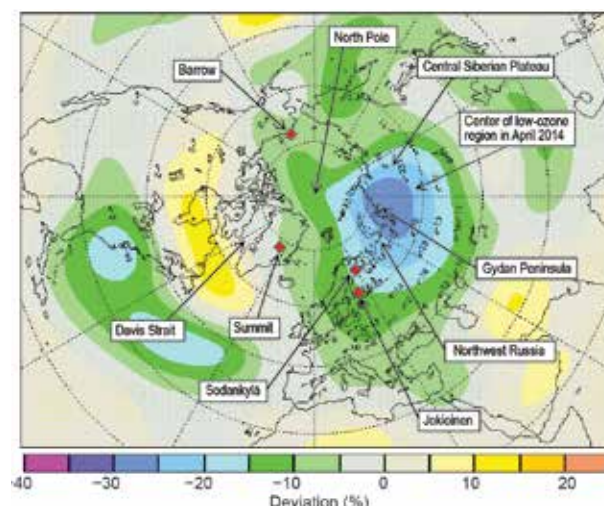 North Pole
Barrow
Central Siberian Plateau
Center of low-ozone
region in April 2014
Gydan Peninsula
Davis Strait
Summit
Northwest Russia
Sodankylä
Jokioinen
-40 -30 -20 -10 0 10 20
Deviation (%)